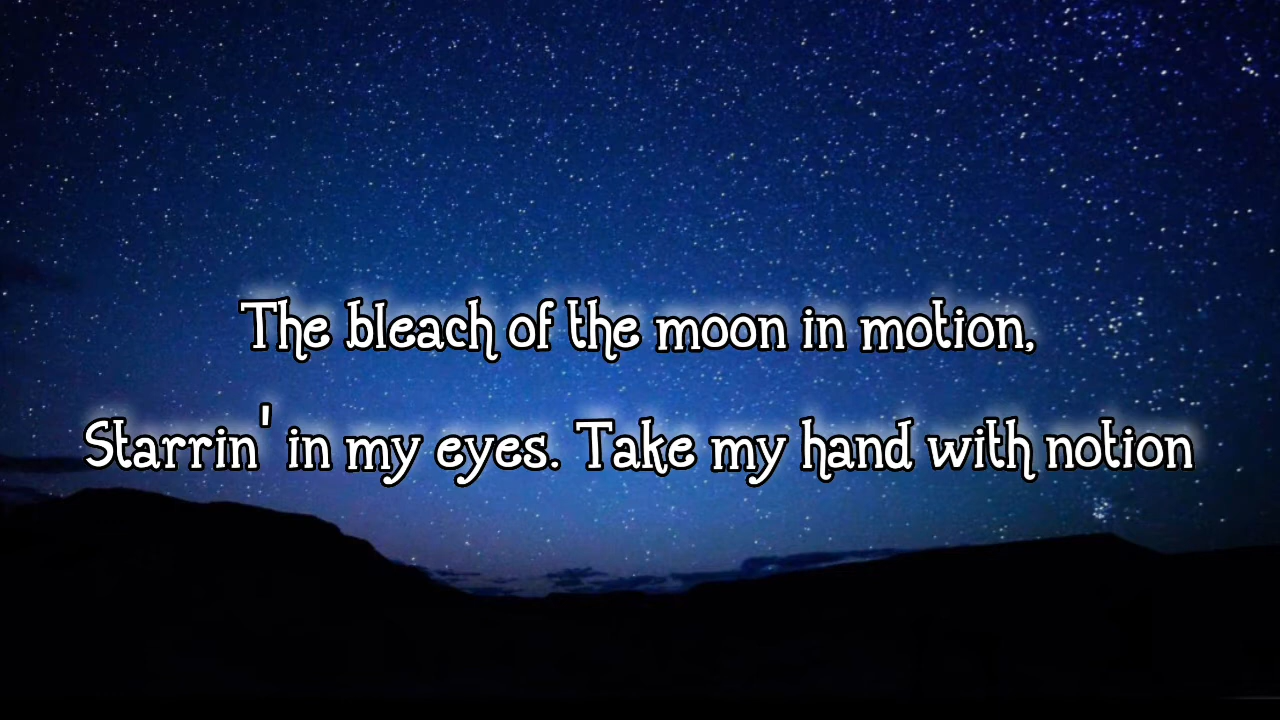 The bleach of the moon in motion,
Starrin' in my eyes. Take my hand with notion